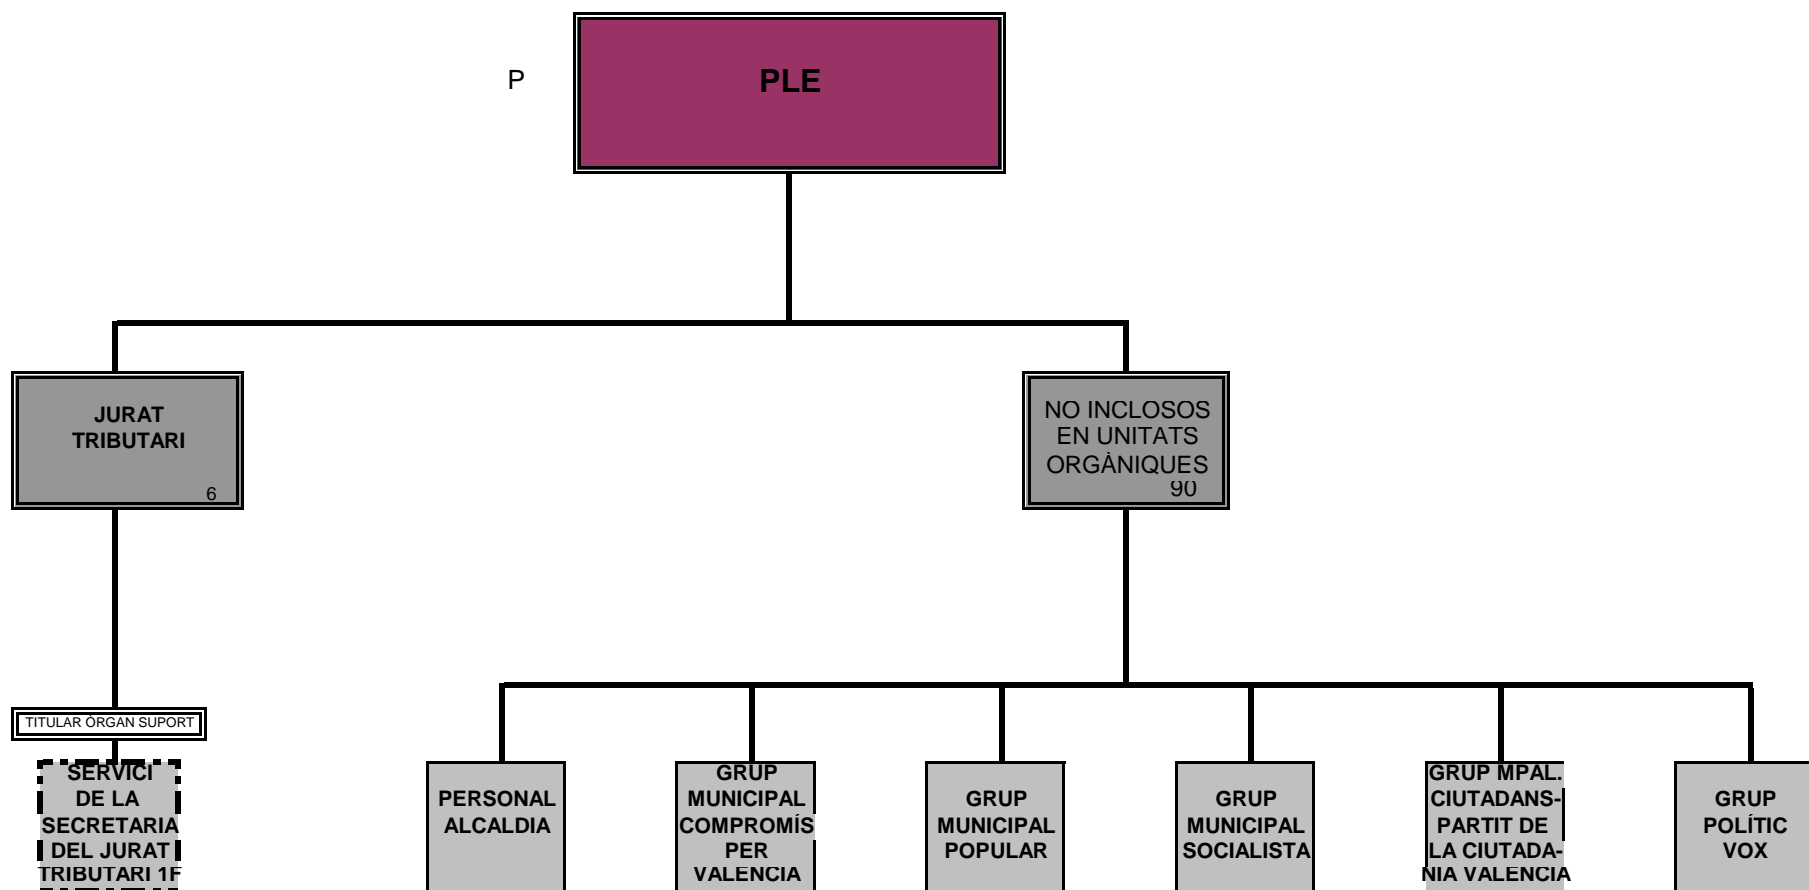 P
PLE
JURAT
TRIBUTARI
6
NO INCLOSOS
EN UNITATS
ORGÀNIQUES
90
TITULAR ÒRGAN SUPORT
SERVICI
DE LA
SECRETARIA
DEL JURAT
TRIBUTARI 1F
PERSONAL
ALCALDIA
GRUP
MUNICIPAL
COMPROMÍS
PER
VALENCIA
GRUP
MUNICIPAL
POPULAR
GRUP
MUNICIPAL
SOCIALISTA
GRUP MPAL.
CIUTADANS-
PARTIT DE
LA CIUTADA-
NIA VALENCIA
GRUP
POLÍTIC
VOX